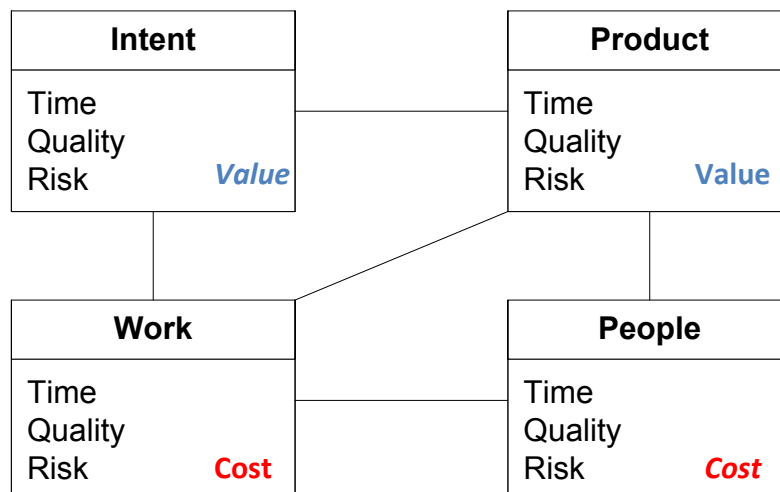 Intent
Time
Quality
Risk Value
Product
Time
Quality
Risk Value
Work
Time
Quality
Risk Cost
People
Time
Quality
Risk Cost